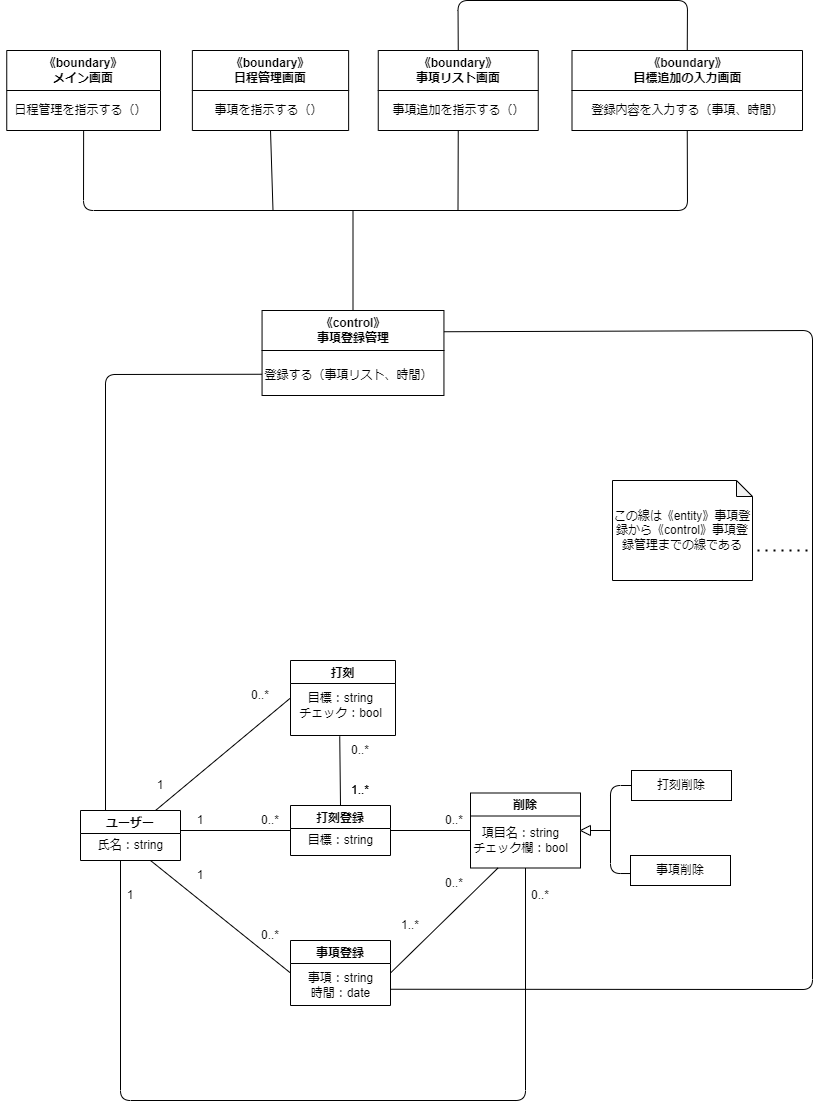 《boundary》
メイン画面
日程管理を指示する（）
《boundary》
日程管理画面
事項を指示する（）
《boundary》
事項リスト画面
事項追加を指示する（）
《boundary》
目標追加の入力画面
登録内容を入力する（事項、時間）
《control》
事項登録管理
登録する（事項リスト、時間）
この線は《entity》事項登
録から《control》事項登
録管理までの線である
打刻
目標：string
チェック：bool
0..*
1
0..*
1..*
ユーザー
氏名：string
1
0..*
打刻登録
目標：string
0..*
削除
項目名：string
チェック欄：bool
打刻削除
事項削除
1
1
0..*
0..*
1..*
0..*
事項登録
事項：string
時間：date